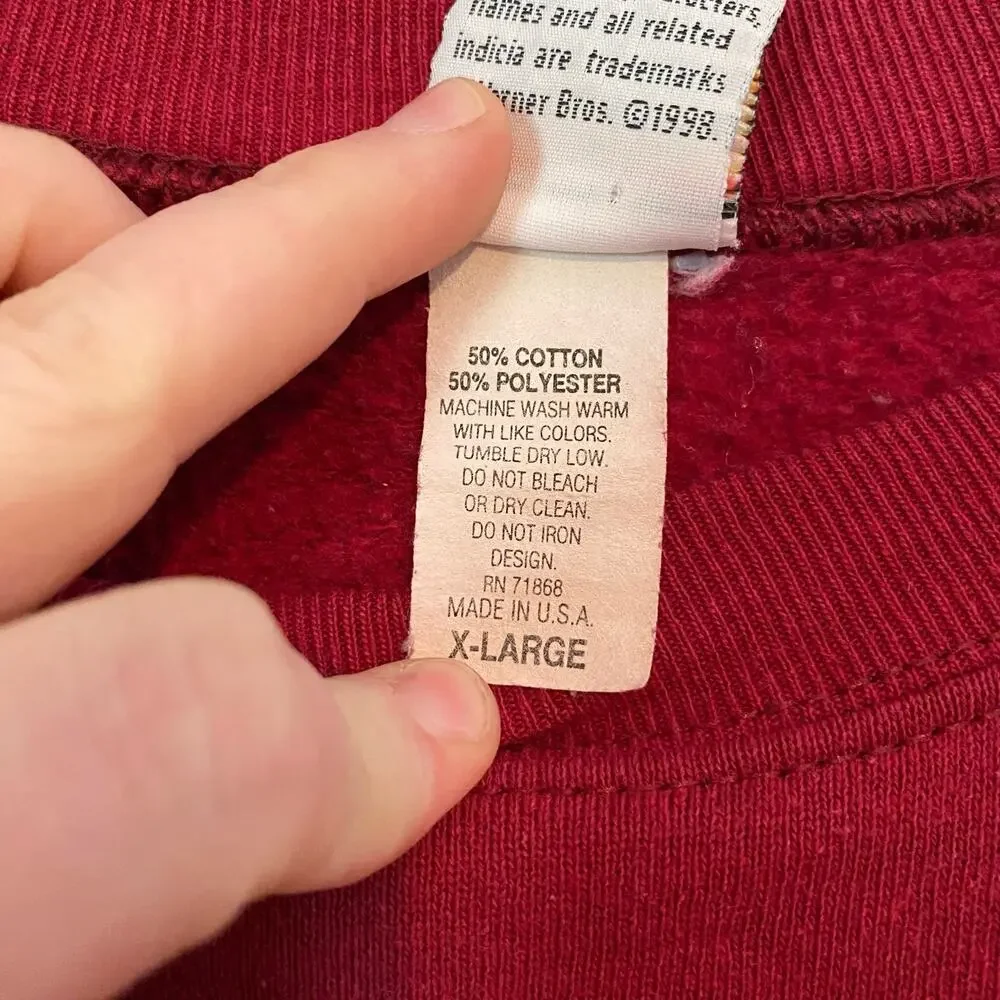 names and all related
indicia are trademarks
Bros. ©1998.
50% COTTON
50% POLYESTER
MACHINE WASH WARM
WITH LIKE COLORS.
TUMBLE DRY LOW.
DO NOT BLEACH
OR DRY CLEAN.
DO NOT IRON
DESIGN.
RN 71868
MADE IN U.S.A.
X-LARGE